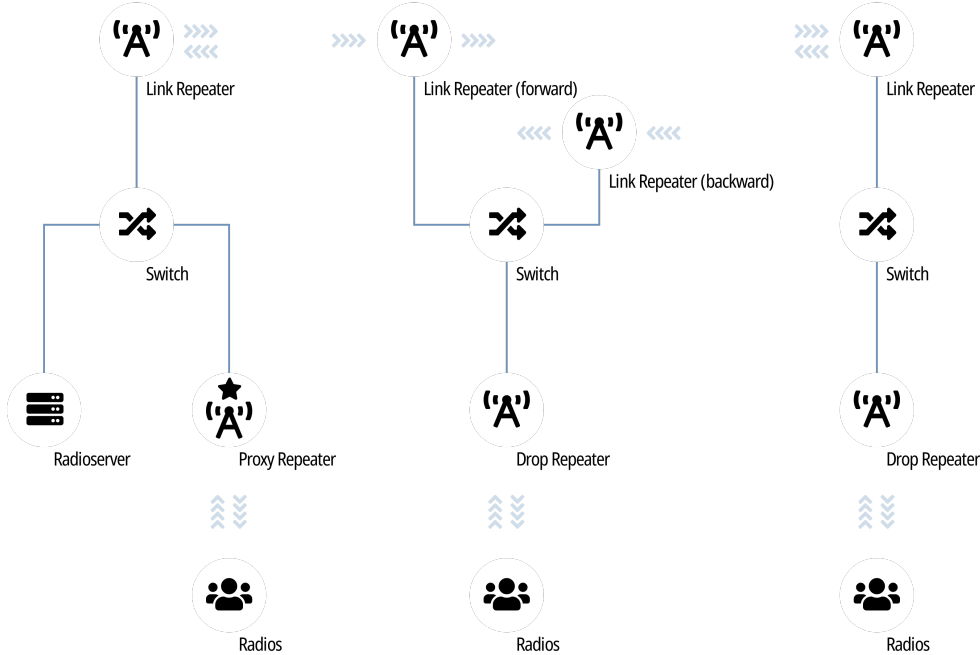 Link Repeater
Link Repeater (forward)
Link Repeater
Link Repeater (backward)
Switch
Switch
Switch
Radioserver
Proxy Repeater
Drop Repeater
Drop Repeater
Radios
Radios
Radios